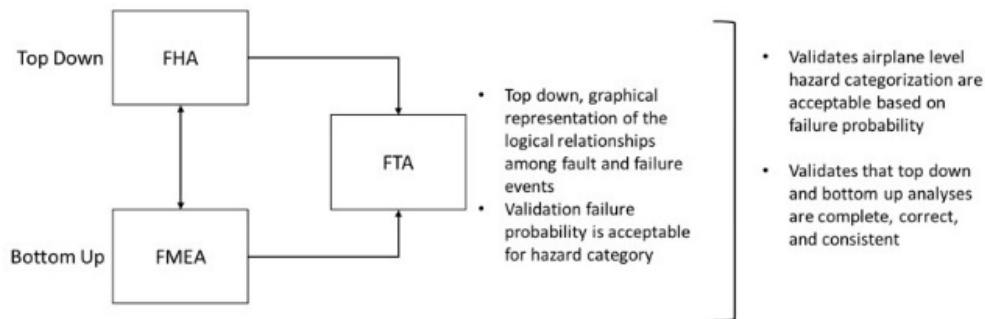 Top Down
FHA
Bottom Up
FMEA
FTA
• Top down, graphical
representation of the
logical relationships
among fault and failure
events
• Validation failure
probability is acceptable
for hazard category
• Validates airplane level
hazard categorization are
acceptable based on
failure probability
• Validates that top down
and bottom up analyses
are complete, correct,
and consistent